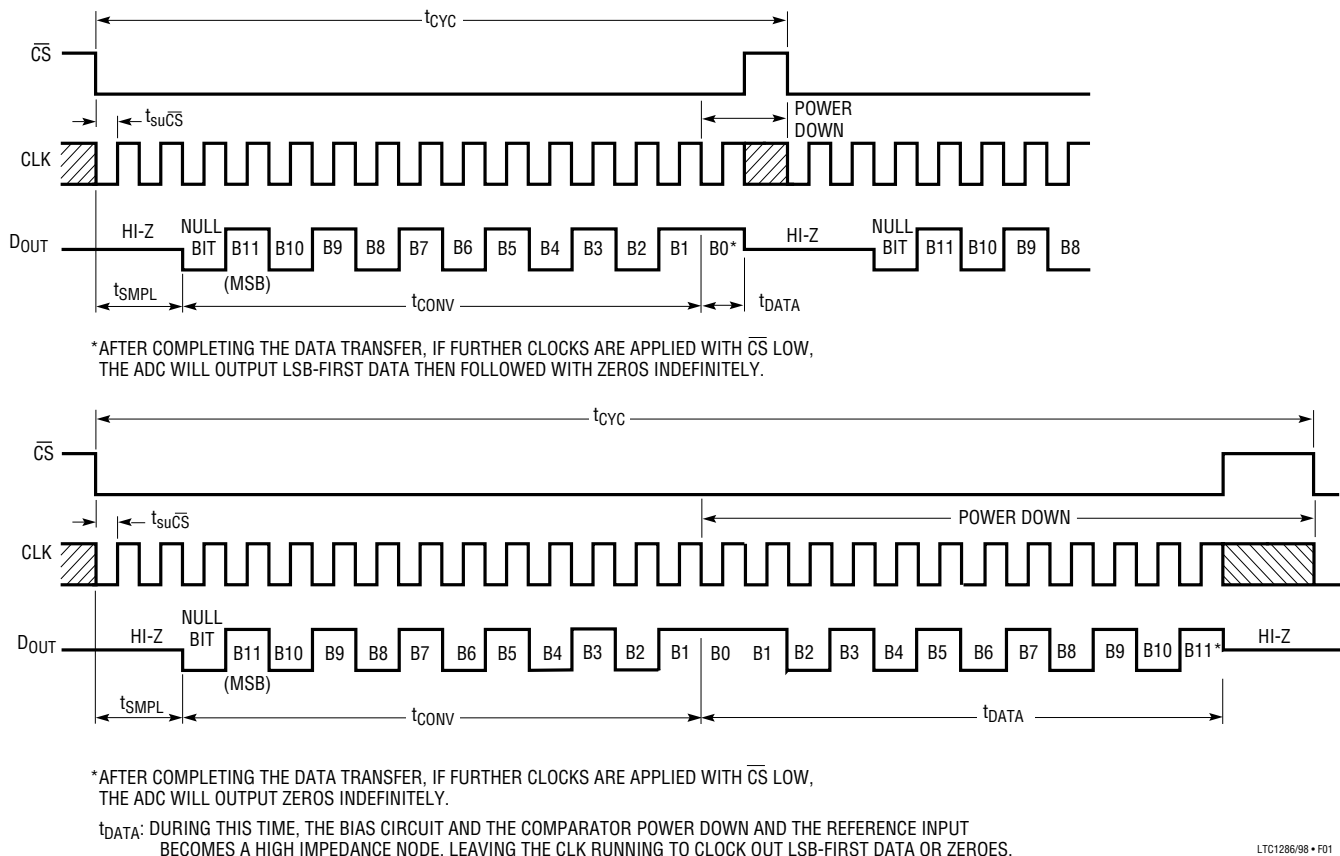 tCYC
CS
tsuCS
POWER
DOWN
CLK
DOUT
HI-Z
NULL
BIT
B11 B10 B9 B8 B7 B6 B5 B4 B3 B2 B1 B0*
HI-Z
NULL
BIT
B11 B10 B9 B8
(MSB)
tSMPL
tCONV
tDATA
*AFTER COMPLETING THE DATA TRANSFER, IF FURTHER CLOCKS ARE APPLIED WITH CS LOW,
THE ADC WILL OUTPUT LSB-FIRST DATA THEN FOLLOWED WITH ZEROS INDEFINITELY.
tCYC
CS
tsuCS
POWER DOWN
CLK
DOUT
HI-Z
NULL
BIT
B11 B10 B9 B8 B7 B6 B5 B4 B3 B2 B1 B0 B1 B2 B3 B4 B5 B6 B7 B8 B9 B10 B11*
HI-Z
(MSB)
tSMPL
tCONV
tDATA
*AFTER COMPLETING THE DATA TRANSFER, IF FURTHER CLOCKS ARE APPLIED WITH CS LOW,
THE ADC WILL OUTPUT ZEROS INDEFINITELY.
tDATA: DURING THIS TIME, THE BIAS CIRCUIT AND THE COMPARATOR POWER DOWN AND THE REFERENCE INPUT
BECOMES A HIGH IMPEDANCE NODE, LEAVING THE CLK RUNNING TO CLOCK OUT LSB-FIRST DATA OR ZEROES.
LTC1286/98 • F01